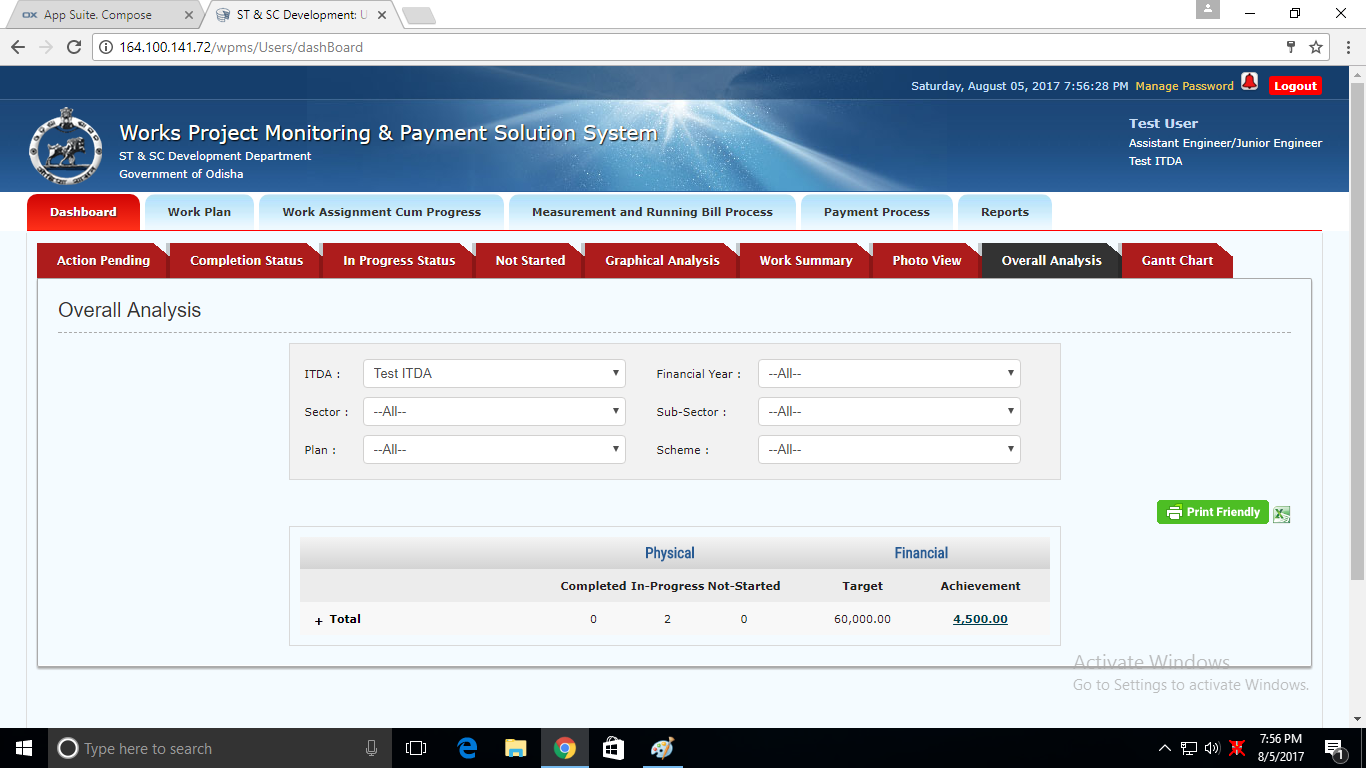 App Suite. Compose
ST & SC Development: U
164.100.141.72/wpms/Users/dashBoard
Saturday, August 05, 2017 7:56:28 PM Manage Password Logout
Works Project Monitoring & Payment Solution System
ST & SC Development Department
Government of Odisha
Test User
Assistant Engineer/Junior Engineer
Test ITDA
Dashboard Work Plan Work Assignment Cum Progress Measurement and Running Bill Process Payment Process Reports
Action Pending Completion Status In Progress Status Not Started Graphical Analysis Work Summary Photo View Overall Analysis Gantt Chart
Overall Analysis
ITDA : Test ITDA Financial Year : --All--
Sector : --All-- Sub-Sector : --All--
Plan : --All-- Scheme : --All--
Print Friendly
Physical Financial
Completed In-Progress Not-Started Target Achievement
+ Total 0 2 0 60,000.00 4,500.00
Activate Windows
Go to Settings to activate Windows.
Type here to search
7:56 PM
8/5/2017
1